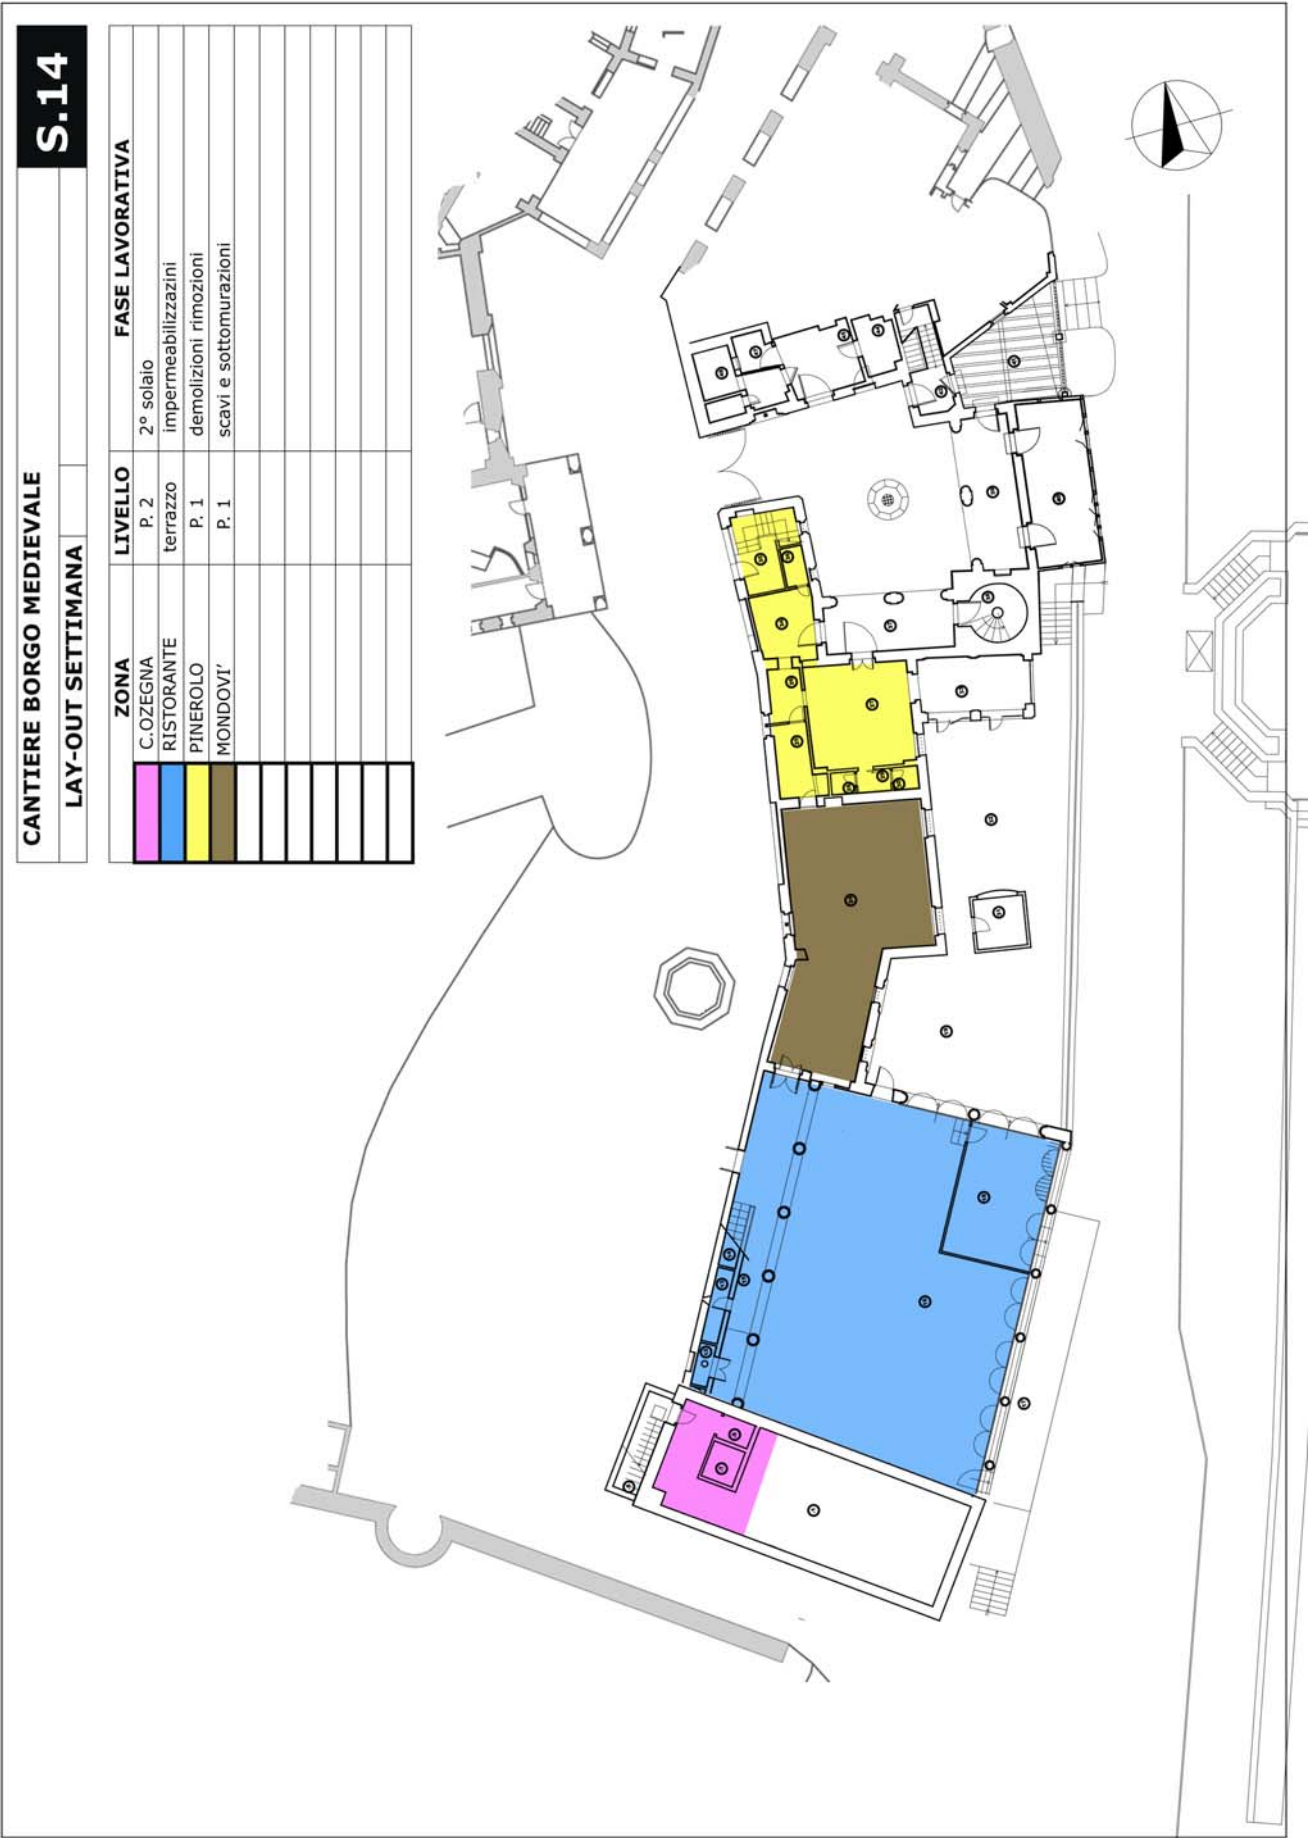 CANTIERE BORGO MEDIEVALE
S.14
LAY-OUT SETTIMANA
ZONA LIVELLO FASE LAVORATIVA
C.OZEGNA P. 2 2° solaio
RISTORANTE terrazzo impermeabilizzazini
PINEROLO P. 1 demolizioni rimozioni
MONDOVI' P. 1 scavi e sottomurazioni